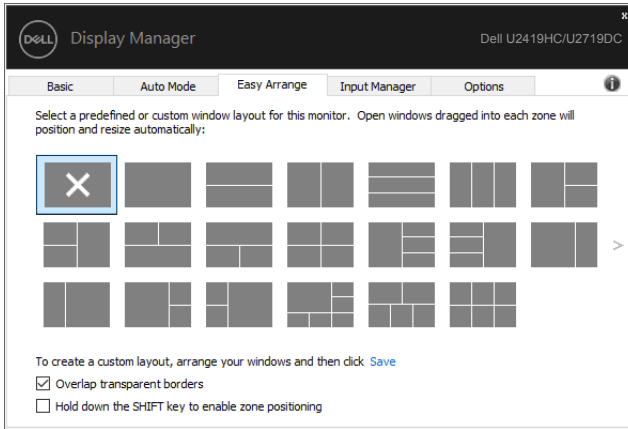 x
DELL Display Manager Dell U2419HC/U2719DC
Basic Auto Mode Easy Arrange Input Manager Options i
Select a predefined or custom window layout for this monitor. Open windows dragged into each zone will
position and resize automatically:
>
To create a custom layout, arrange your windows and then click Save
Overlap transparent borders
Hold down the SHIFT key to enable zone positioning